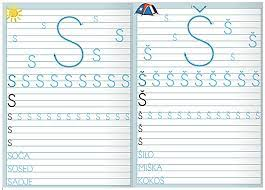 S S S S S S
S S S S S S S S S S S
S
S
S
S
SOČA
SOSED
SADJE
Š Š Š Š Š Š
Š Š Š Š Š Š Š Š Š Š Š
Š
Š
Š
Š
ŠILO
MIŠKA
KOKOŠ